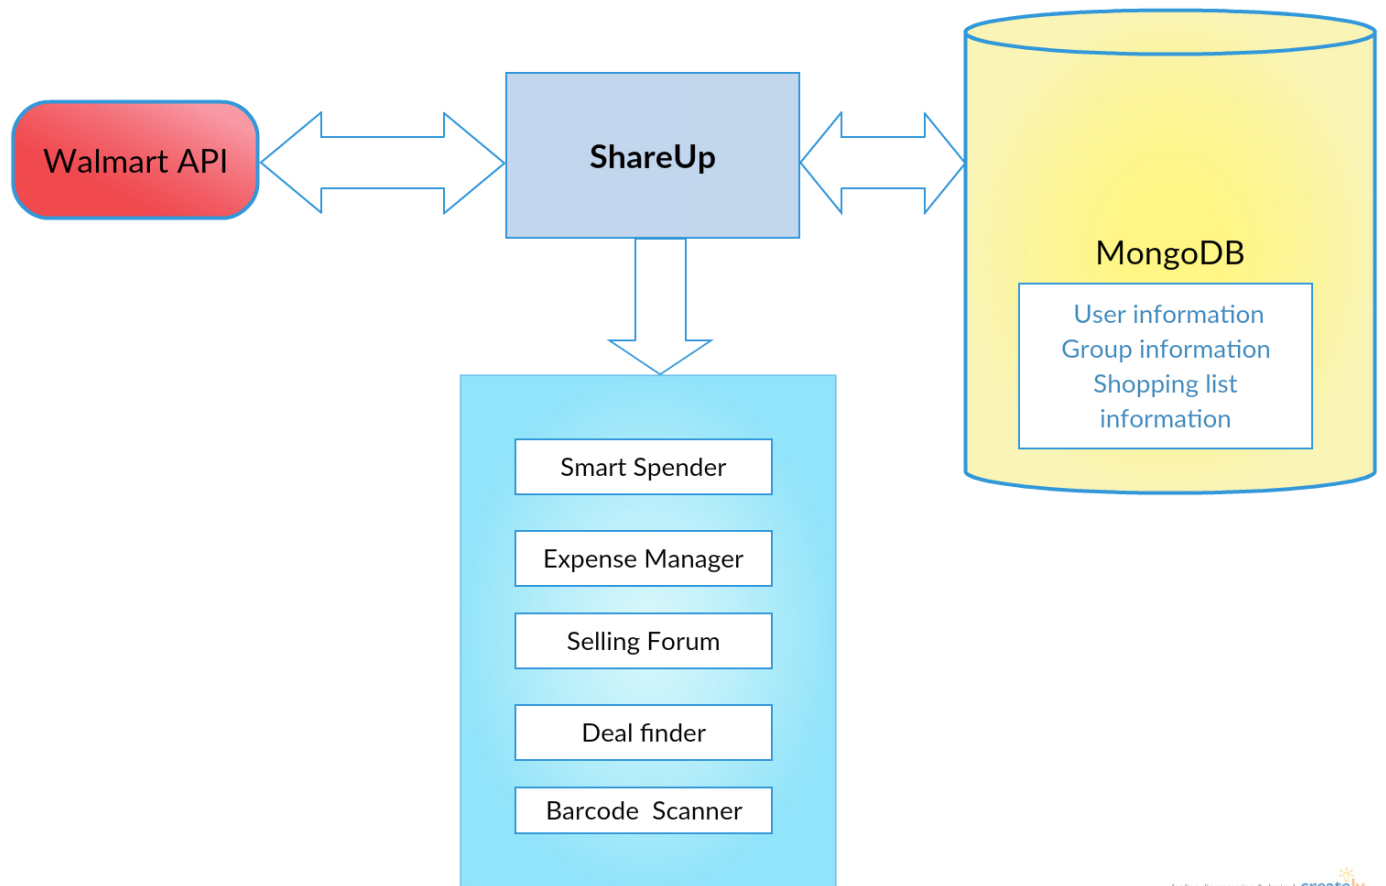 Walmart API
ShareUp
MongoDB
User information
Group information
Shopping list
information
Smart Spender
Expense Manager
Selling Forum
Deal finder
Barcode  Scanner
creately